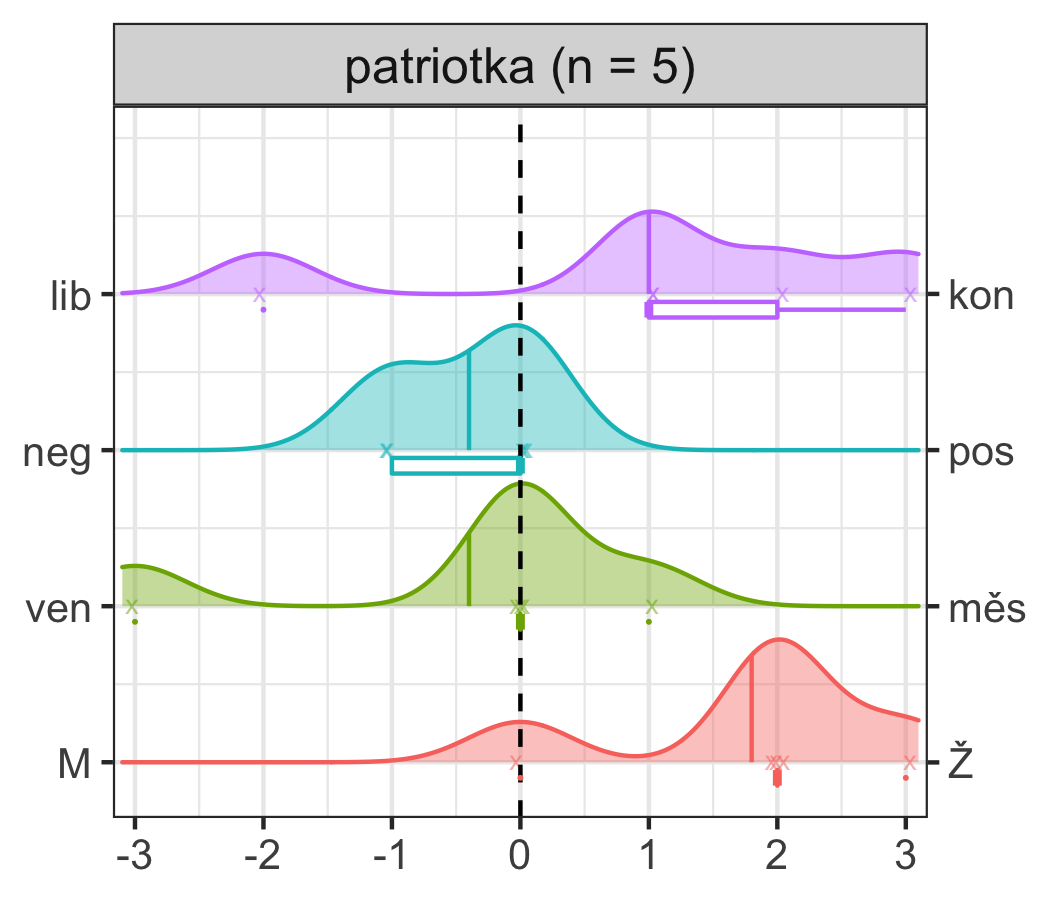 patriotka (n = 5)
lib kon
neg pos
ven měs
M Ž
-3 -2 -1 0 1 2 3